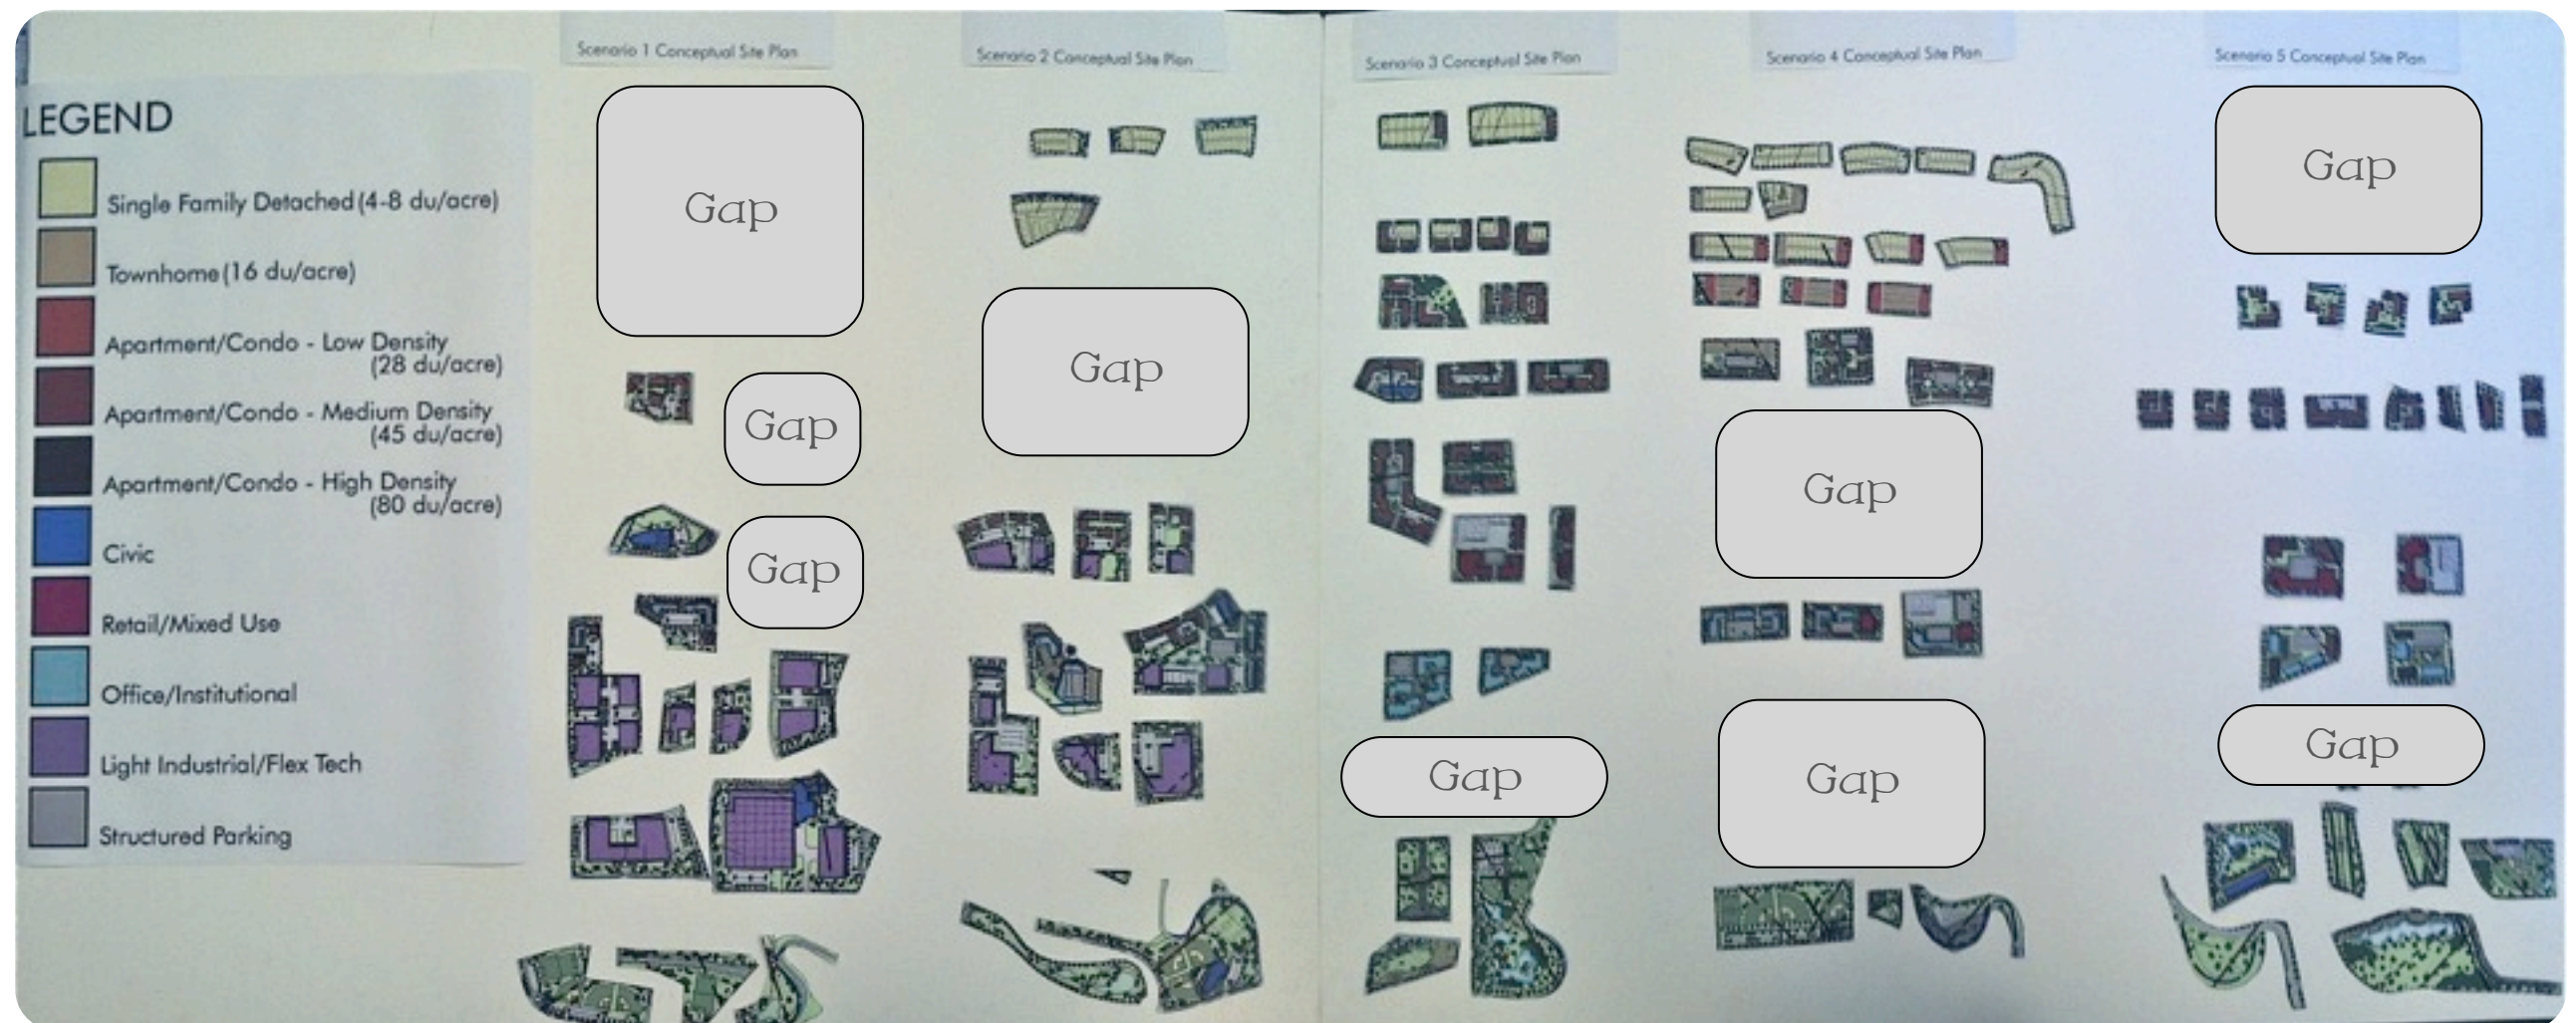 Scenario 1 Conceptual Site Plan
Scenario 2 Conceptual Site Plan
Scenario 3 Conceptual Site Plan
Scenario 4 Conceptual Site Plan
Scenario 5 Conceptual Site Plan
LEGEND
Single Family Detached (4-8 du/acre)
Townhome (16 du/acre)
Apartment/Condo - Low Density
(28 du/acre)
Apartment/Condo - Medium Density
(45 du/acre)
Apartment/Condo - High Density
(80 du/acre)
Civic
Retail/Mixed Use
Office/Institutional
Light Industrial/Flex Tech
Structured Parking
Gap
Gap
Gap
Gap
Gap
Gap
Gap
Gap
Gap